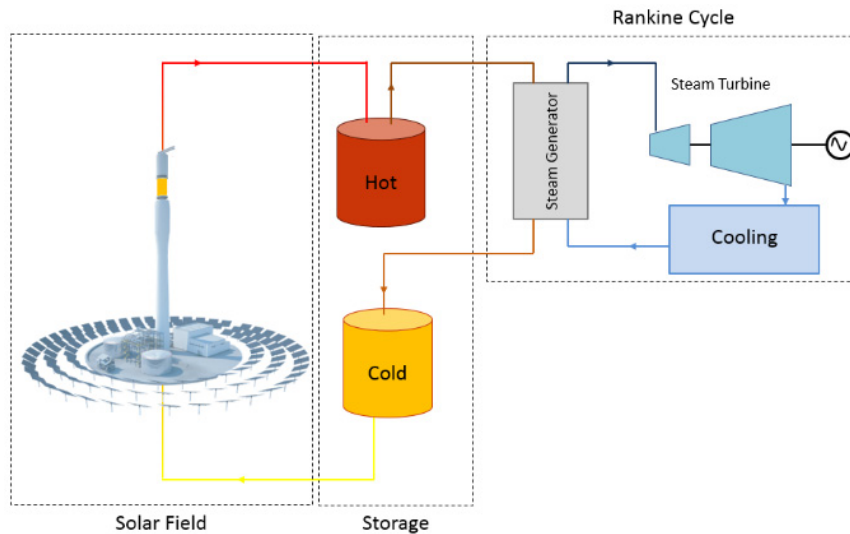 Rankine Cycle
Steam Turbine
Steam Generator
Hot
Cooling
Cold
Solar Field
Storage